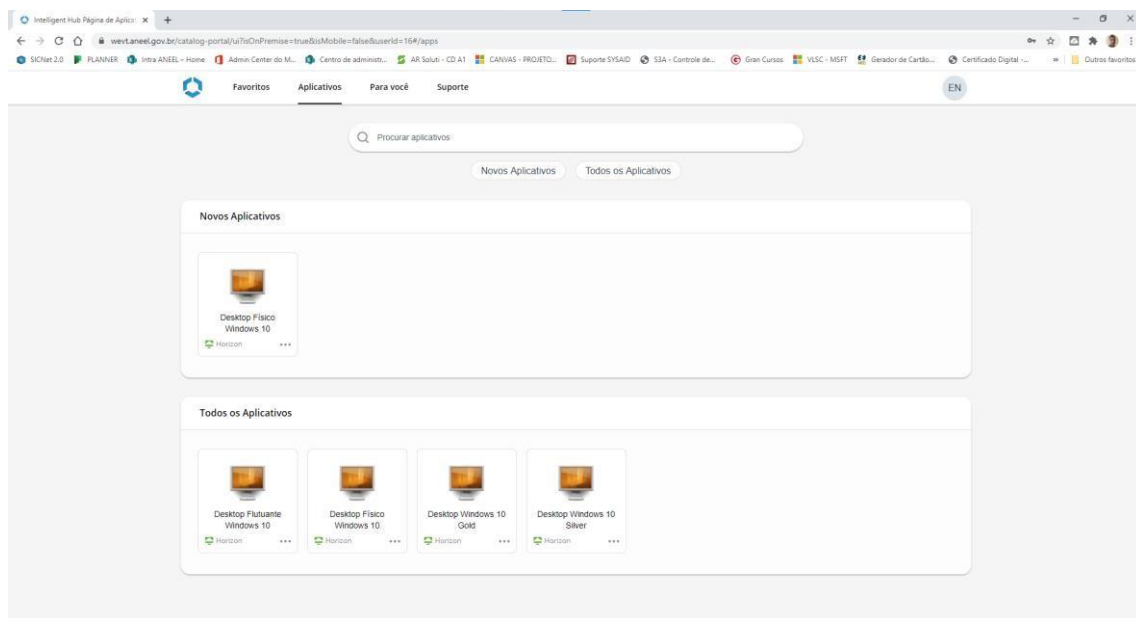 Intelligent Hub Página de Aplica
wevt.aneel.gov.br/catalog-portal/ui?isOnPremise=true&isMobile=false&userId=16#/apps
SICNet 2.0 PLANNER Intra ANEEL - Home Admin Center do M... Centro de administr... AR Soluti - CD A1 CANVAS - PROJETO... Suporte SYSAID S3A - Controle de... Gran Cursos VLSC - MSFT Gerador de Cartão... Certificado Digital -... » Outros favoritos
Favoritos Aplicativos Para você Suporte EN
Procurar aplicativos
Novos Aplicativos Todos os Aplicativos
Novos Aplicativos
Desktop Físico
Windows 10
Horizon
Todos os Aplicativos
Desktop Flutuante
Windows 10
Horizon
Desktop Físico
Windows 10
Horizon
Desktop Windows 10
Gold
Horizon
Desktop Windows 10
Silver
Horizon